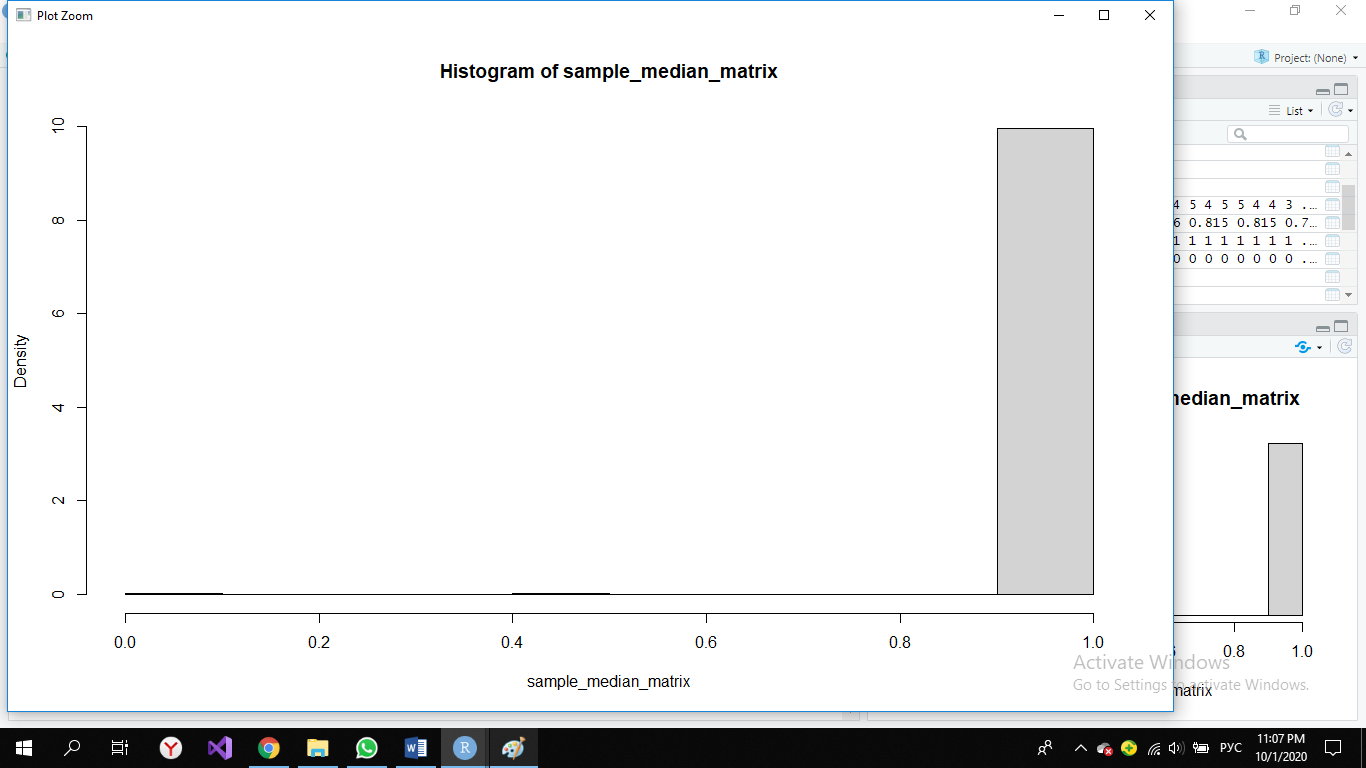 Plot Zoom
Histogram of sample_median_matrix
Density
10
8
6
4
2
0
0.0 0.2 0.4 0.6 0.8 1.0
sample_median_matrix
Project: (None)
List
4 5 4 5 5 4 4 3 ...
6 0.815 0.815 0.7...
1 1 1 1 1 1 1 1 ...
0 0 0 0 0 0 0 0 ...
nedian_matrix
0.8 1.0
matrix
Activate Windows
Go to Settings to activate Windows.
РУС
11:07 PM
10/1/2020